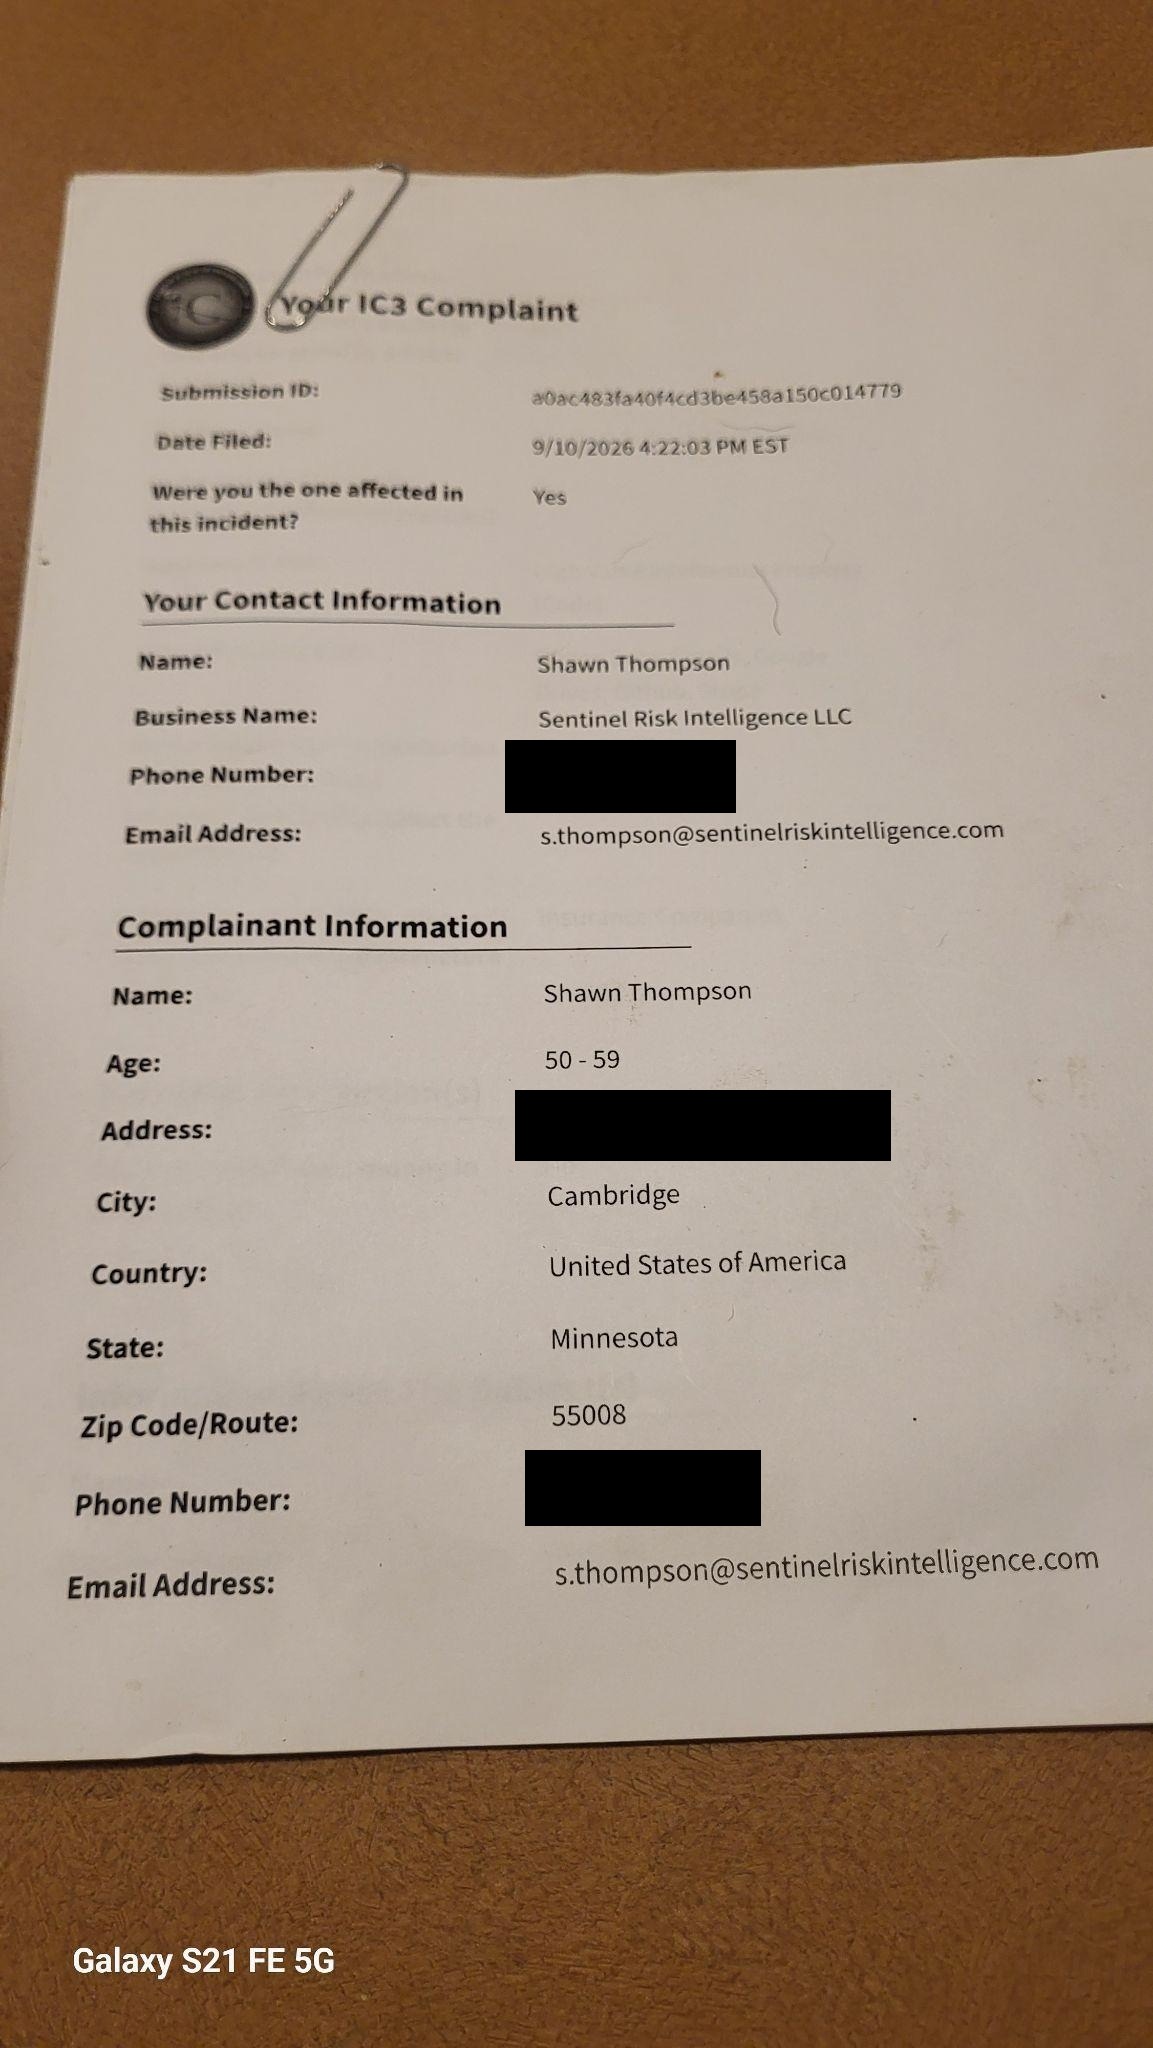 Your IC3 Complaint
Submission ID: a0ac483fa40f4cd3be458a150c014779
Date Filed: 9/10/2026 4:22:03 PM EST
Were you the one affected in Yes
this incident?
Your Contact Information
Name: Shawn Thompson
Business Name: Sentinel Risk Intelligence LLC
Phone Number:
Email Address: s.thompson@sentinelriskintelligence.com
Complainant Information
Name: Shawn Thompson
Age: 50 - 59
Address:
City: Cambridge
Country: United States of America
State: Minnesota
Zip Code/Route: 55008
Phone Number:
Email Address: s.thompson@sentinelriskintelligence.com
Galaxy S21 FE 5G